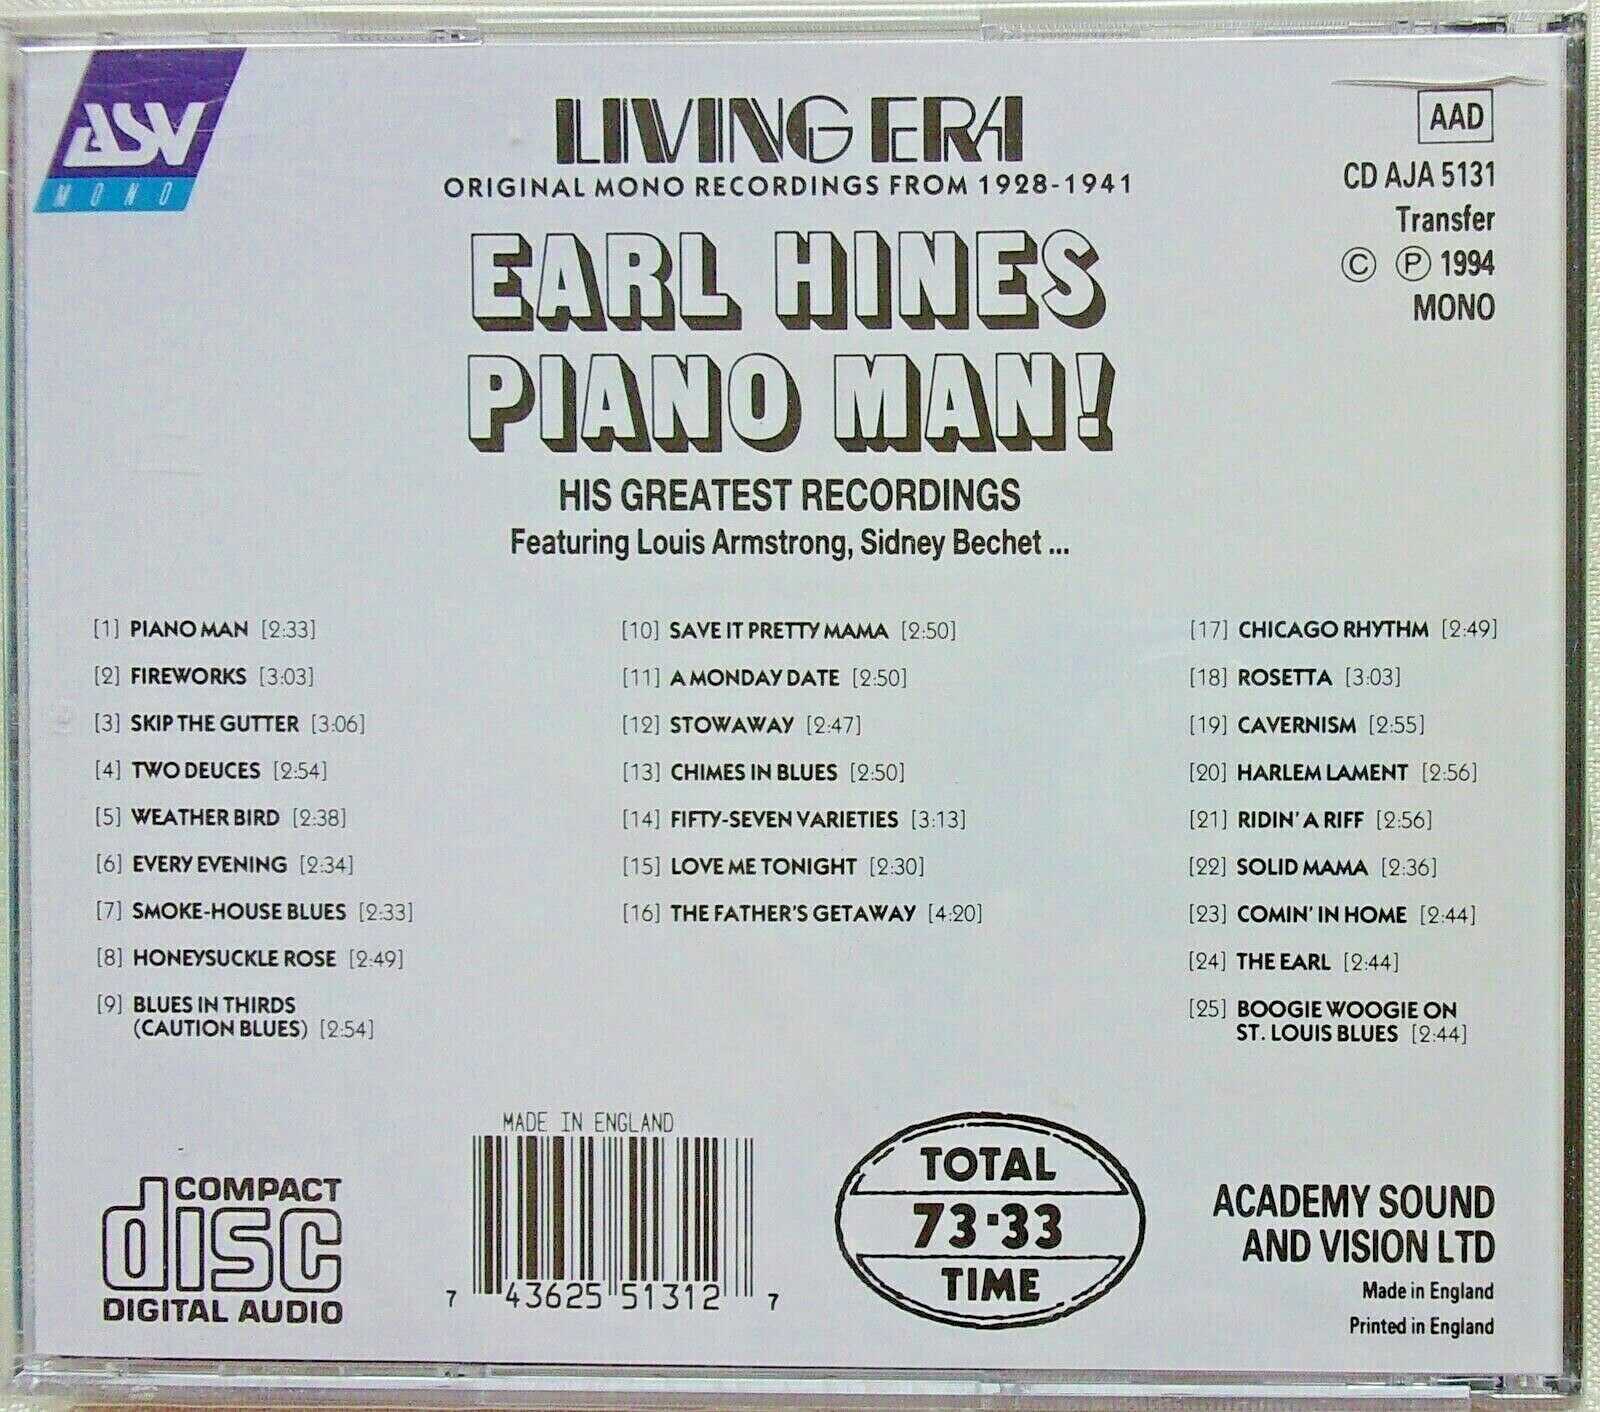 ASV
MONO
LIVING ERA
ORIGINAL MONO RECORDINGS FROM 1928-1941
EARL HINES
PIANO MAN!
HIS GREATEST RECORDINGS
Featuring Louis Armstrong, Sidney Bechet ...
AAD
CD AJA 5131
Transfer
Ⓒ Ⓟ 1994
MONO
[1] PIANO MAN [2:33]
[2] FIREWORKS [3:03]
[3] SKIP THE GUTTER [3:06]
[4] TWO DEUCES [2:54]
[5] WEATHER BIRD [2:38]
[6] EVERY EVENING [2:34]
[7] SMOKE-HOUSE BLUES [2:33]
[8] HONEYSUCKLE ROSE [2:49]
[9] BLUES IN THIRDS
(CAUTION BLUES) [2:54]
[10] SAVE IT PRETTY MAMA [2:50]
[11] A MONDAY DATE [2:50]
[12] STOWAWAY [2:47]
[13] CHIMES IN BLUES [2:50]
[14] FIFTY-SEVEN VARIETIES [3:13]
[15] LOVE ME TONIGHT [2:30]
[16] THE FATHER'S GETAWAY [4:20]
[17] CHICAGO RHYTHM [2:49]
[18] ROSETTA [3:03]
[19] CAVERNISM [2:55]
[20] HARLEM LAMENT [2:56]
[21] RIDIN' A RIFF [2:56]
[22] SOLID MAMA [2:36]
[23] COMIN' IN HOME [2:44]
[24] THE EARL [2:44]
[25] BOOGIE WOOGIE ON
ST. LOUIS BLUES [2:44]
COMPACT
disc
DIGITAL AUDIO
MADE IN ENGLAND
7 43625 51312 7
TOTAL
73·33
TIME
ACADEMY SOUND
AND VISION LTD
Made in England
Printed in England